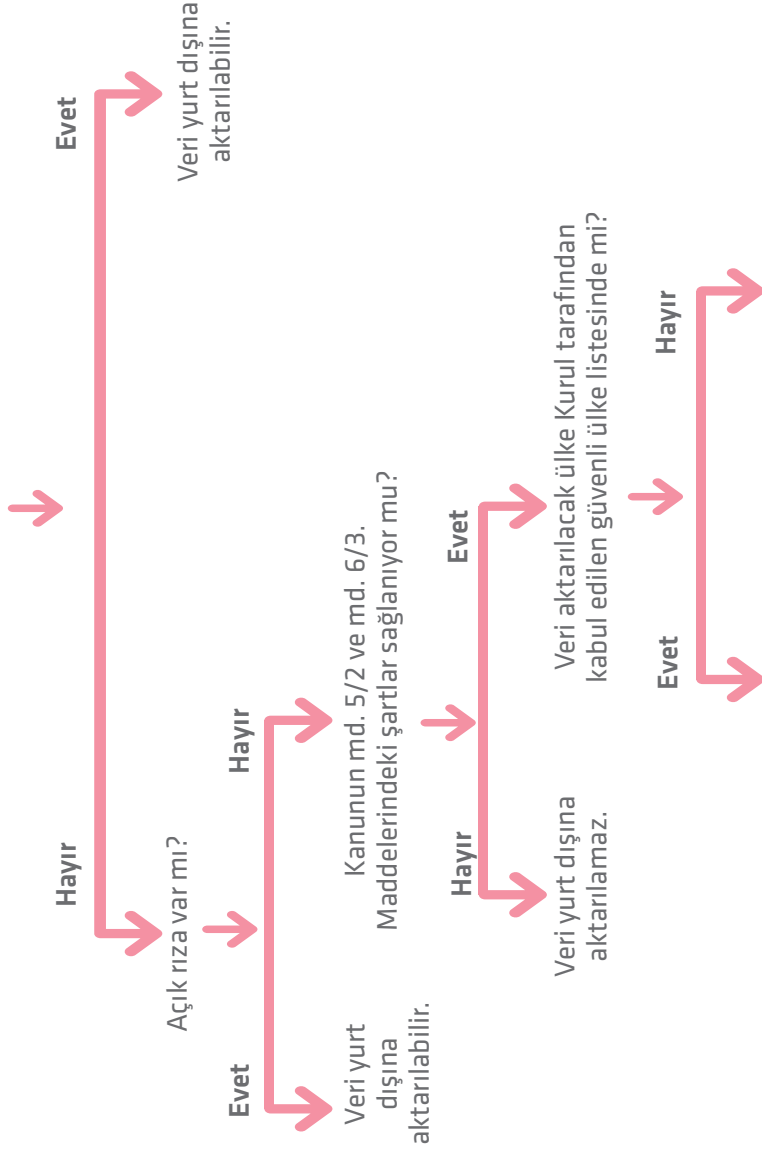 Hayır
Evet
Açık rıza var mı?
Veri yurt dışına
aktarılabilir.
Evet
Hayır
Veri yurt
dışına
aktarılabilir.
Kanunun md. 5/2 ve md. 6/3.
Maddelerindeki şartlar sağlanıyor mu?
Hayır
Evet
Veri yurt dışına
aktarılamaz.
Veri aktarılacak ülke Kurul tarafından
kabul edilen güvenli ülke listesinde mi?
Evet
Hayır